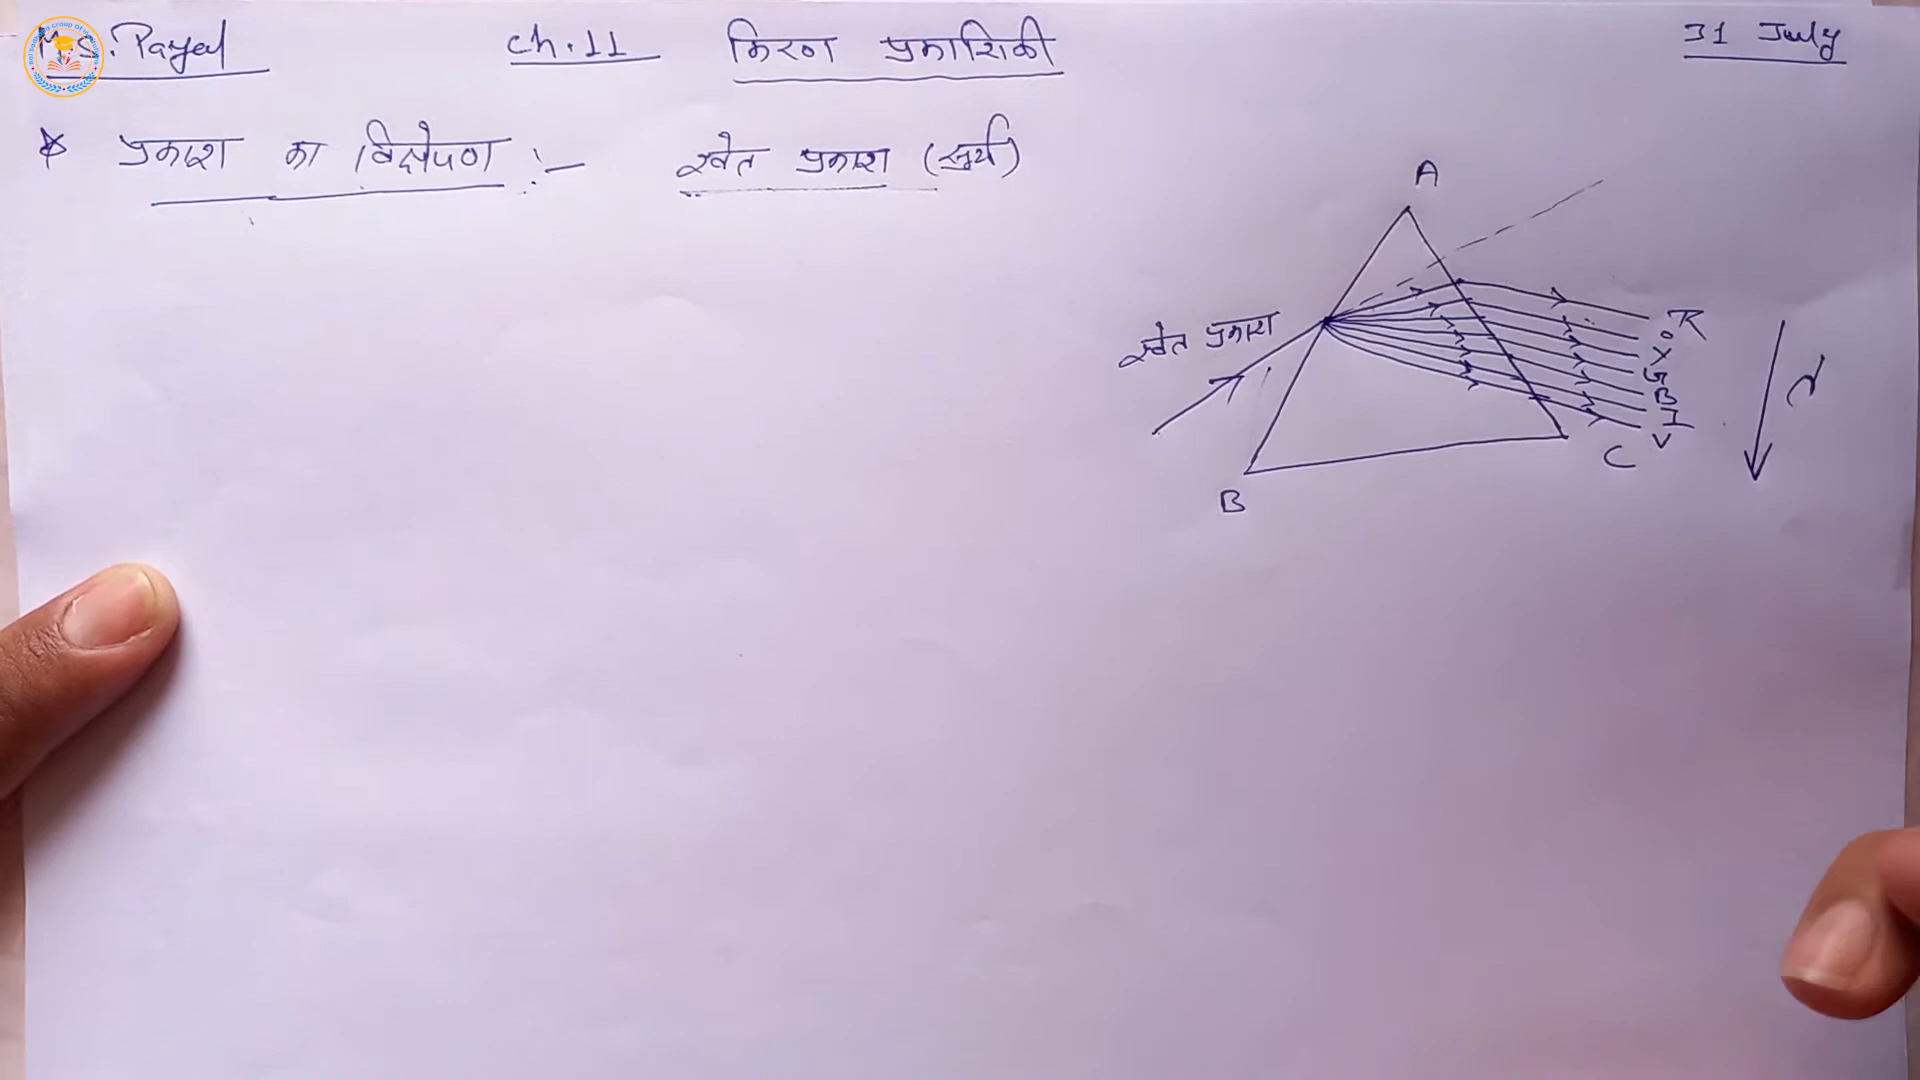 M.S. Payal ch. 11 किरण प्रकाशिकी 31 July
* प्रकाश का विक्षेपण :- श्वेत प्रकाश (सूर्य)
A
श्वेत प्रकाश
R
O
Y
G
B
I
V
C
B